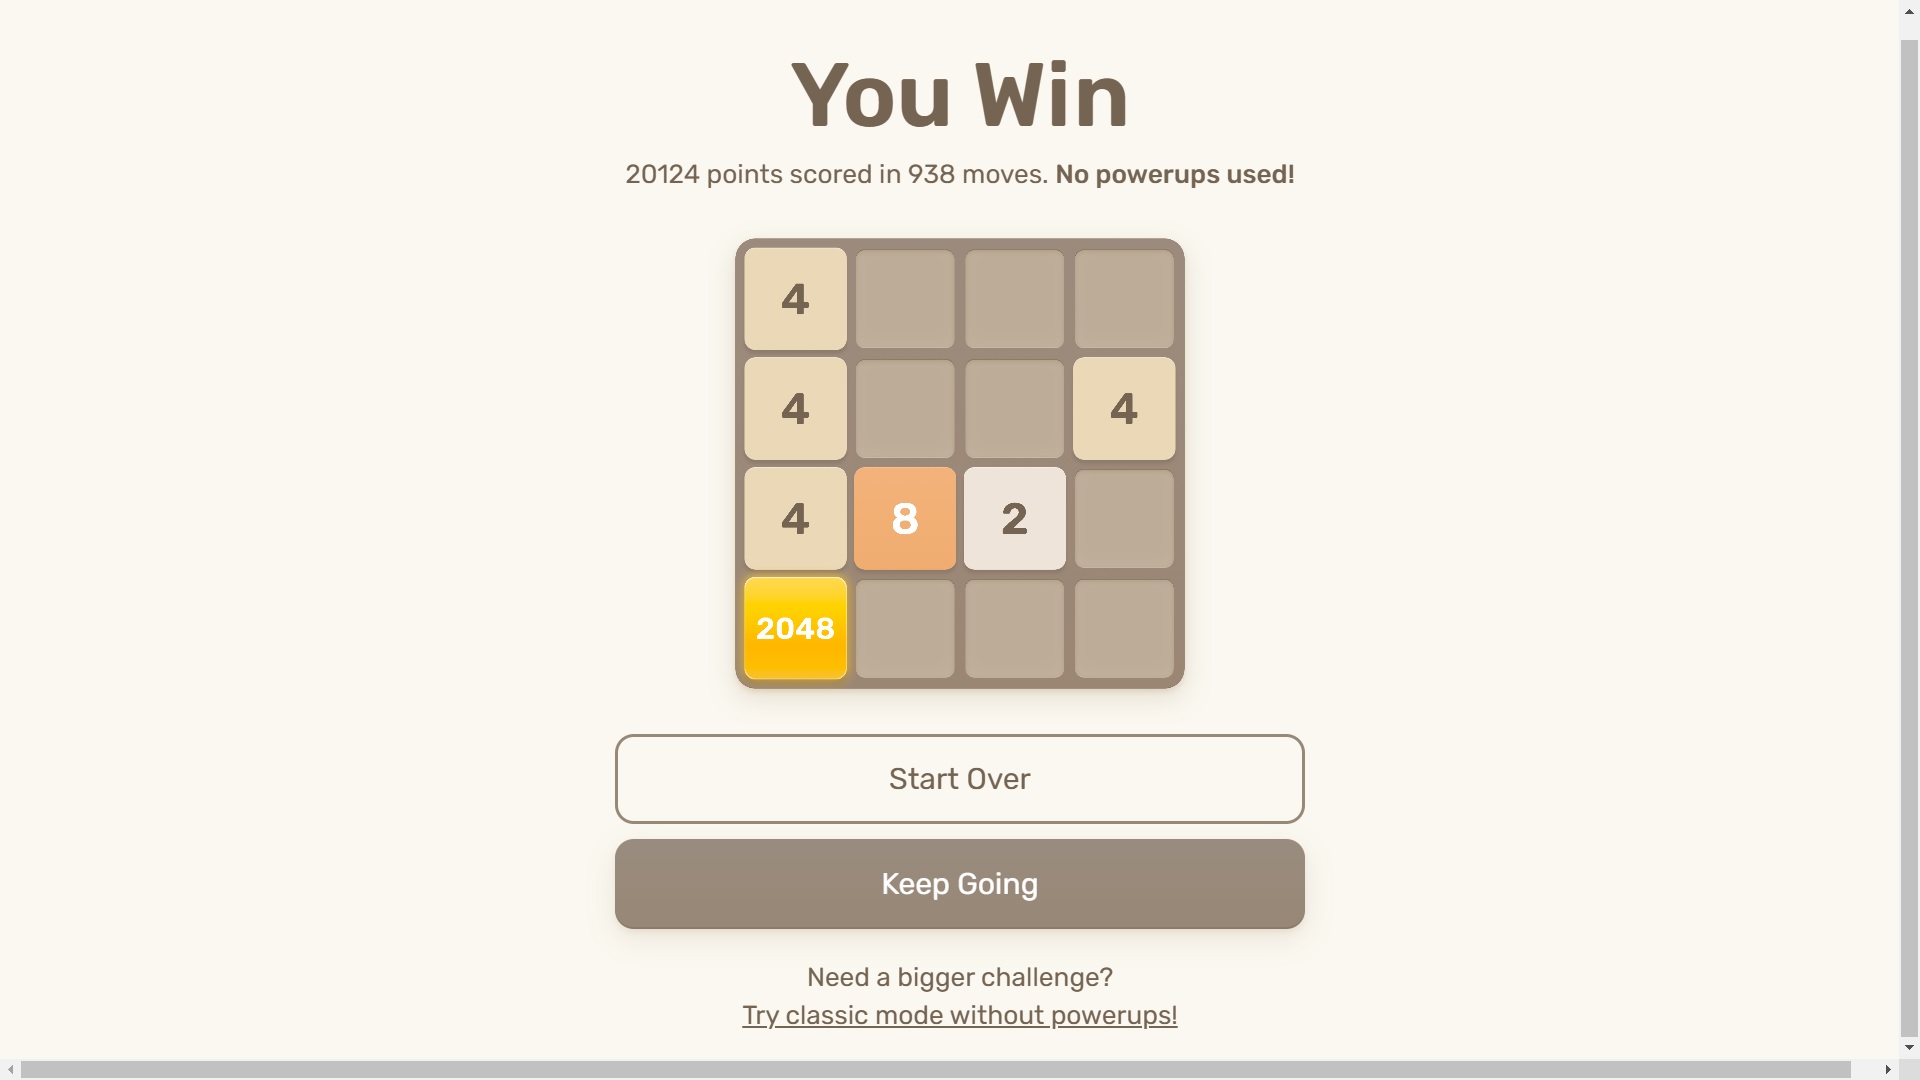 You Win
20124 points scored in 938 moves. No powerups used!
4
4 4
4 8 2
2048
Start Over
Keep Going
Need a bigger challenge?
Try classic mode without powerups!